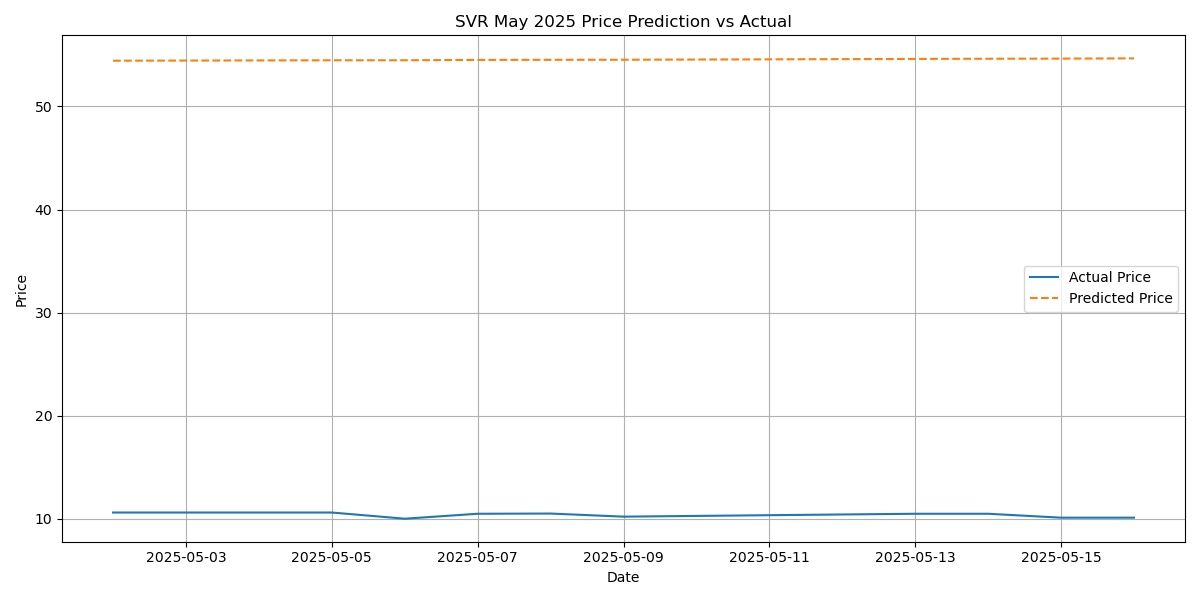 SVR May 2025 Price Prediction vs Actual
50
40
30
20
10
Price
Actual Price
Predicted Price
2025-05-03
2025-05-05
2025-05-07
2025-05-09
2025-05-11
2025-05-13
2025-05-15
Date